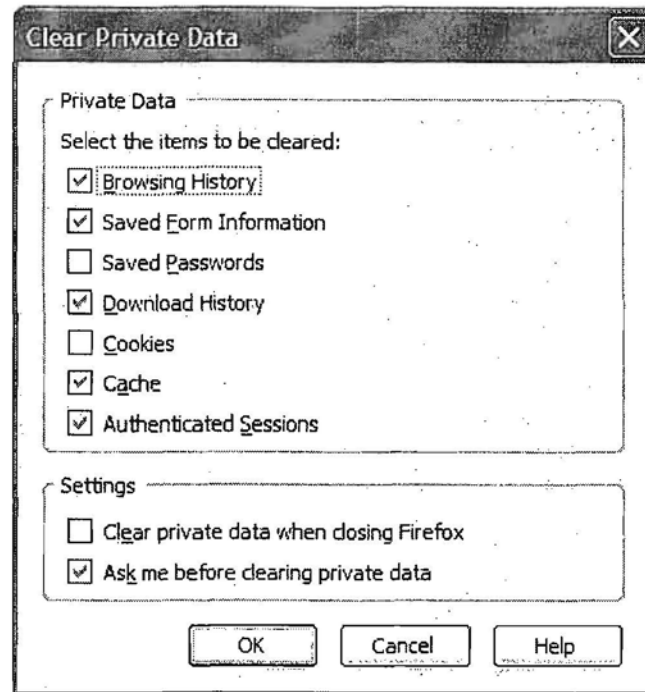 Clear Private Data
Private Data
Select the items to be cleared:
Browsing History
Saved Form Information
Saved Passwords
Download History
Cookies
Cache
Authenticated Sessions
Settings
Clear private data when closing Firefox
Ask me before clearing private data
OK Cancel Help